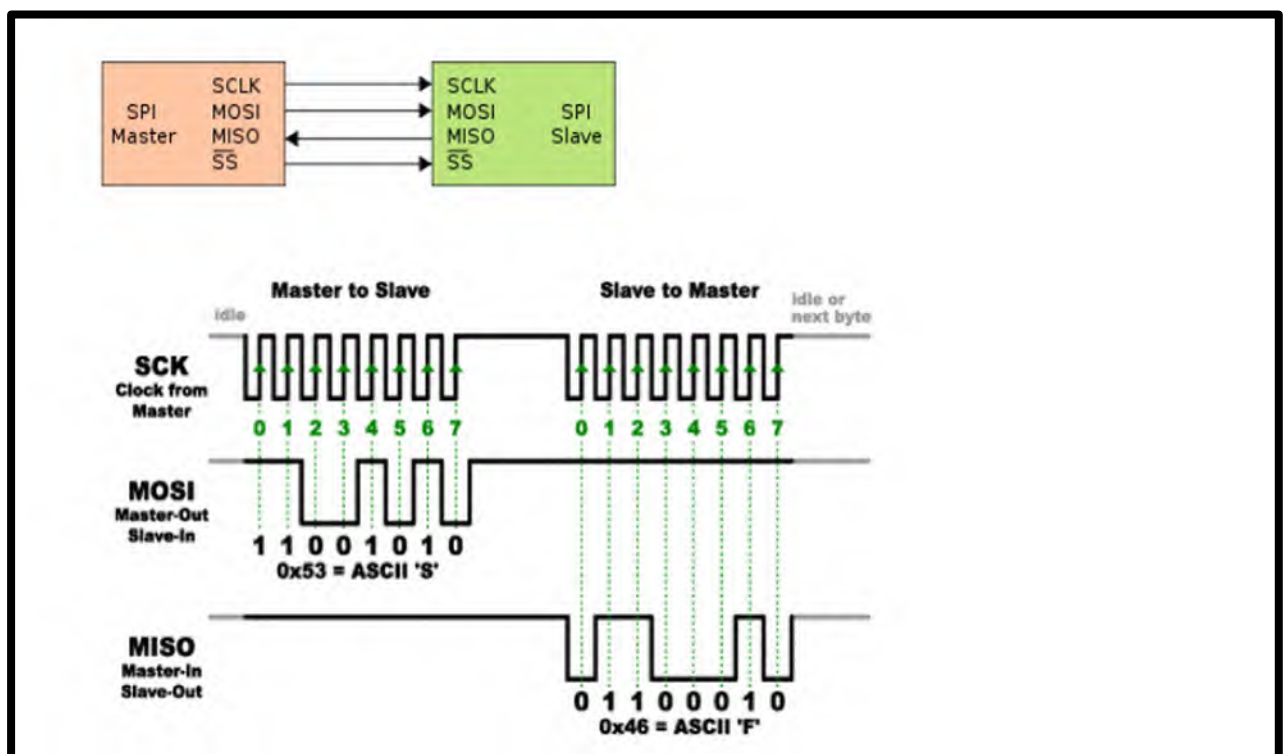 SCLK
SPI MOSI
Master MISO
SS
SCLK
MOSI SPI
MISO Slave
SS
Master to Slave
Slave to Master
idle
idle or
next byte
SCK
Clock from
Master
0 1 2 3 4 5 6 7
0 1 2 3 4 5 6 7
MOSI
Master-Out
Slave-In
1 1 0 0 1 0 1 0
0x53 = ASCII 'S'
MISO
Master-In
Slave-Out
0 1 1 0 0 0 1 0
0x46 = ASCII 'F'